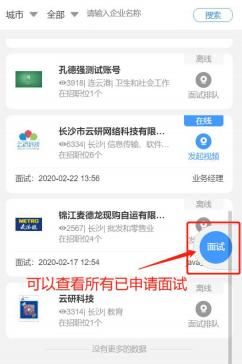 城市 全部 请输入企业名称 搜索
离线
孔德强测试账号
3918| 连云港| 卫生和社会工作
在招职位1个 面试排队
在线
长沙市云研网络科技有限...
6334| 长沙| 信息传输、软件...
在招职位21个 发起视频
面试：2020-02-22 13:56 业务经理
离线
METRO
锦江麦德龙现购自运有限...
2567| 长沙| 批发和零售业
在招职位2个
面试
面试：2020-02-17 12:54
可以查看所有已申请面试
离线
云研科技
3314| 长沙| 教育
在招职位1个 面试排队
没有更多的数据